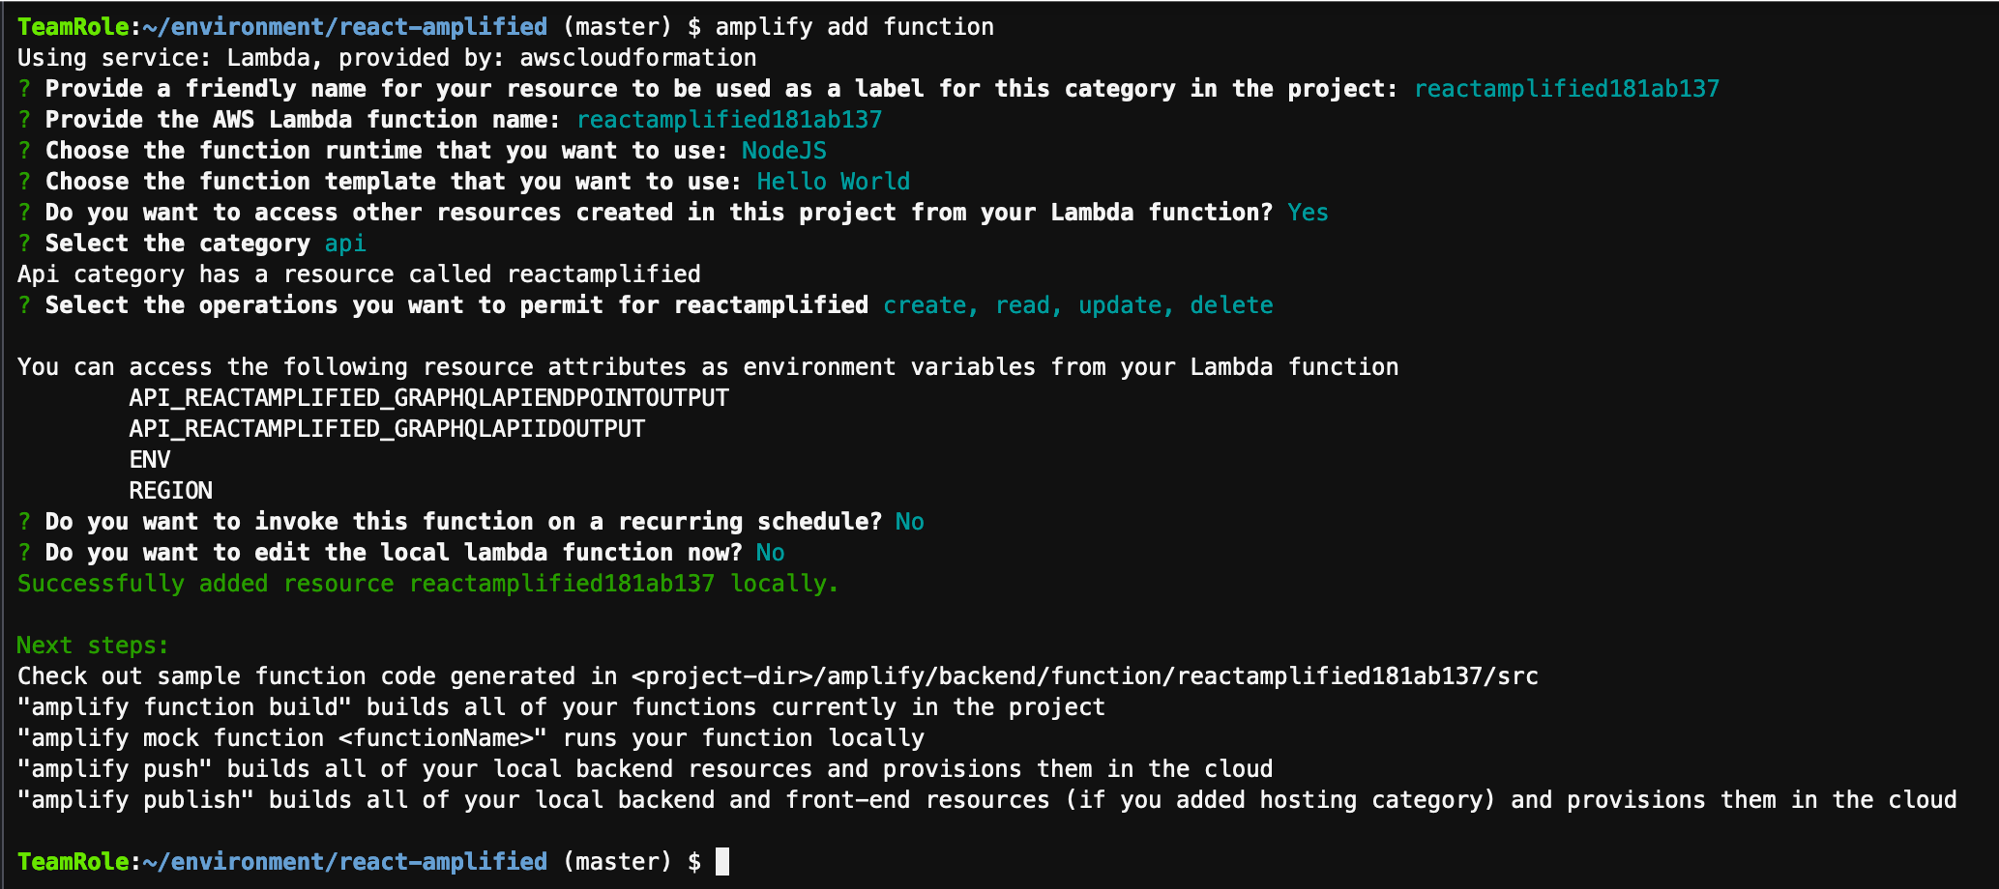 TeamRole:~/environment/react-amplified (master) $ amplify add function
Using service: Lambda, provided by: awscloudformation
? Provide a friendly name for your resource to be used as a label for this category in the project: reactamplified181ab137
? Provide the AWS Lambda function name: reactamplified181ab137
? Choose the function runtime that you want to use: NodeJS
? Choose the function template that you want to use: Hello World
? Do you want to access other resources created in this project from your Lambda function? Yes
? Select the category api
Api category has a resource called reactamplified
? Select the operations you want to permit for reactamplified create, read, update, delete
You can access the following resource attributes as environment variables from your Lambda function
API_REACTAMPLIFIED_GRAPHQLAPIENDPOINTOUTPUT
API_REACTAMPLIFIED_GRAPHQLAPIIDOUTPUT
ENV
REGION
? Do you want to invoke this function on a recurring schedule? No
? Do you want to edit the local lambda function now? No
Successfully added resource reactamplified181ab137 locally.
Next steps:
Check out sample function code generated in <project-dir>/amplify/backend/function/reactamplified181ab137/src
"amplify function build" builds all of your functions currently in the project
"amplify mock function <functionName>" runs your function locally
"amplify push" builds all of your local backend resources and provisions them in the cloud
"amplify publish" builds all of your local backend and front-end resources (if you added hosting category) and provisions them in the cloud
TeamRole:~/environment/react-amplified (master) $